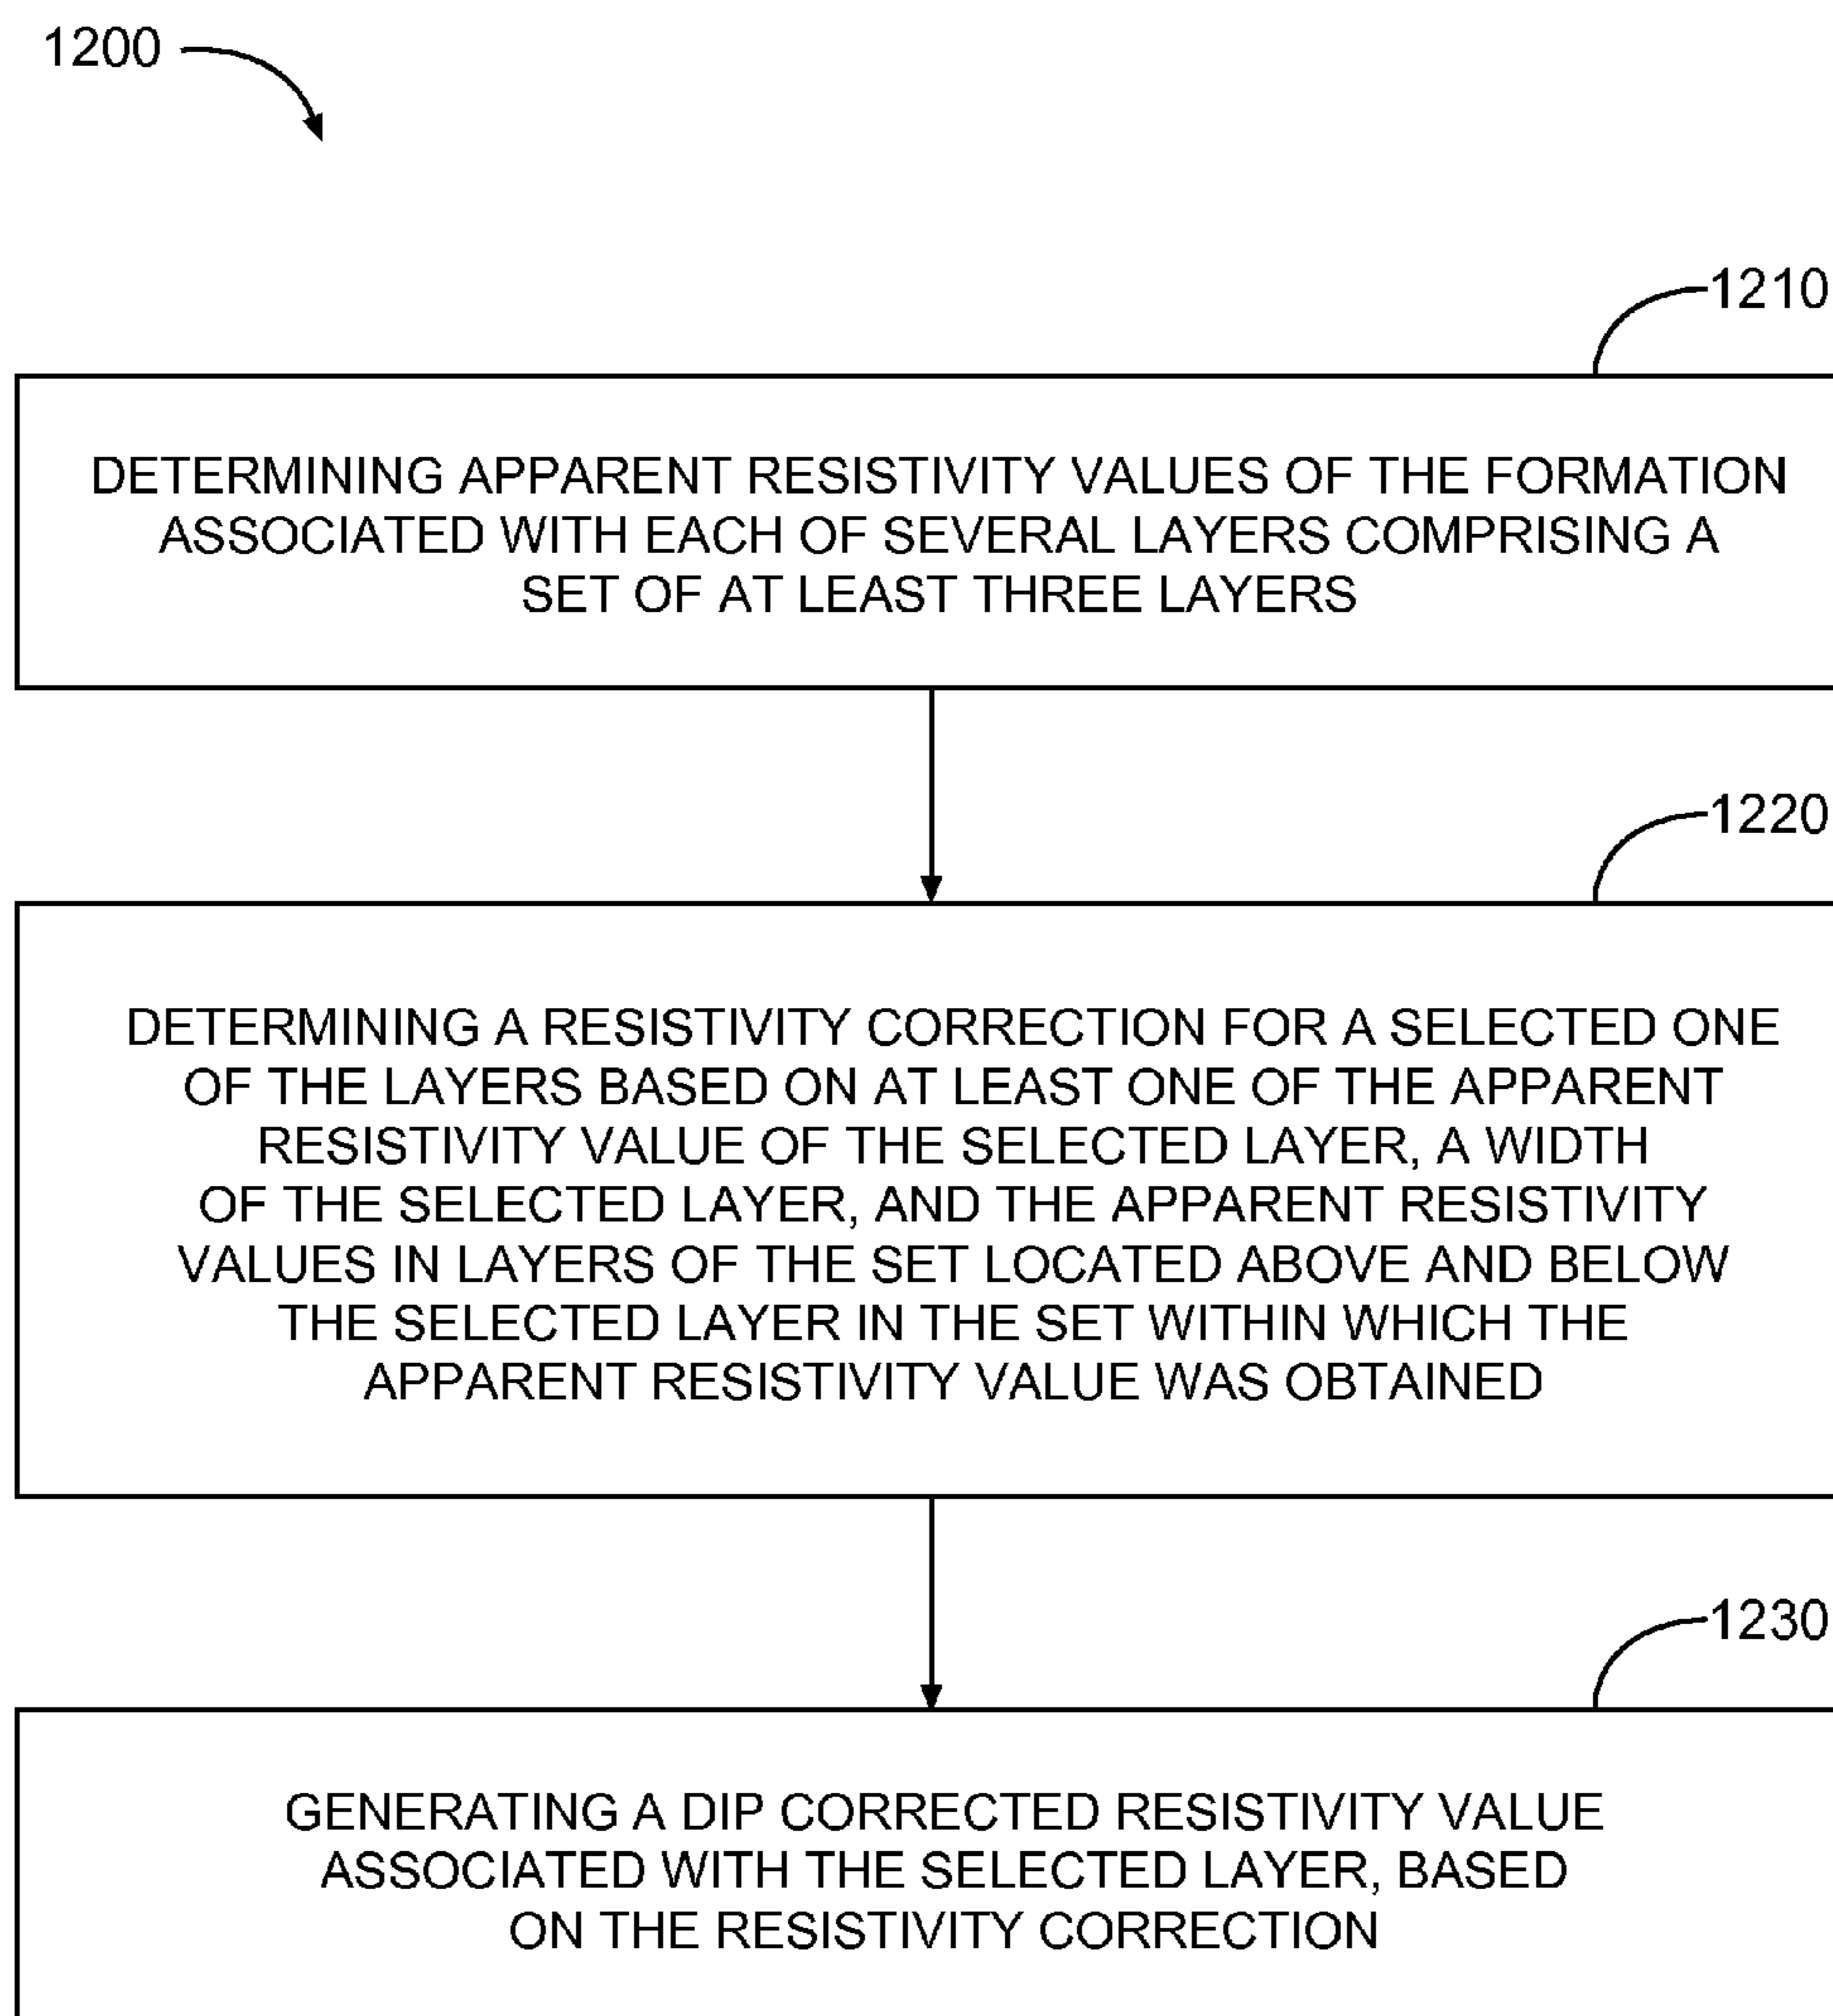 1200
1210
DETERMINING APPARENT RESISTIVITY VALUES OF THE FORMATION
ASSOCIATED WITH EACH OF SEVERAL LAYERS COMPRISING A
SET OF AT LEAST THREE LAYERS
1220
DETERMINING A RESISTIVITY CORRECTION FOR A SELECTED ONE
OF THE LAYERS BASED ON AT LEAST ONE OF THE APPARENT
RESISTIVITY VALUE OF THE SELECTED LAYER, A WIDTH
OF THE SELECTED LAYER, AND THE APPARENT RESISTIVITY
VALUES IN LAYERS OF THE SET LOCATED ABOVE AND BELOW
THE SELECTED LAYER IN THE SET WITHIN WHICH THE
APPARENT RESISTIVITY VALUE WAS OBTAINED
1230
GENERATING A DIP CORRECTED RESISTIVITY VALUE
ASSOCIATED WITH THE SELECTED LAYER, BASED
ON THE RESISTIVITY CORRECTION